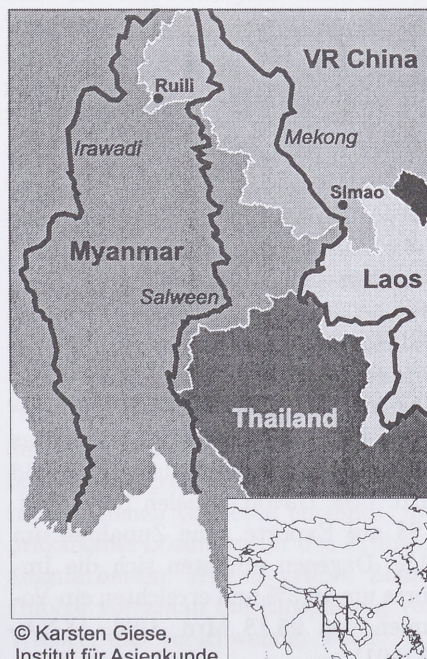 VR China
Ruili
Irawadi
Mekong
Simao
Myanmar
Laos
Salween
Thailand
© Karsten Giese,
Institut für Asienkunde